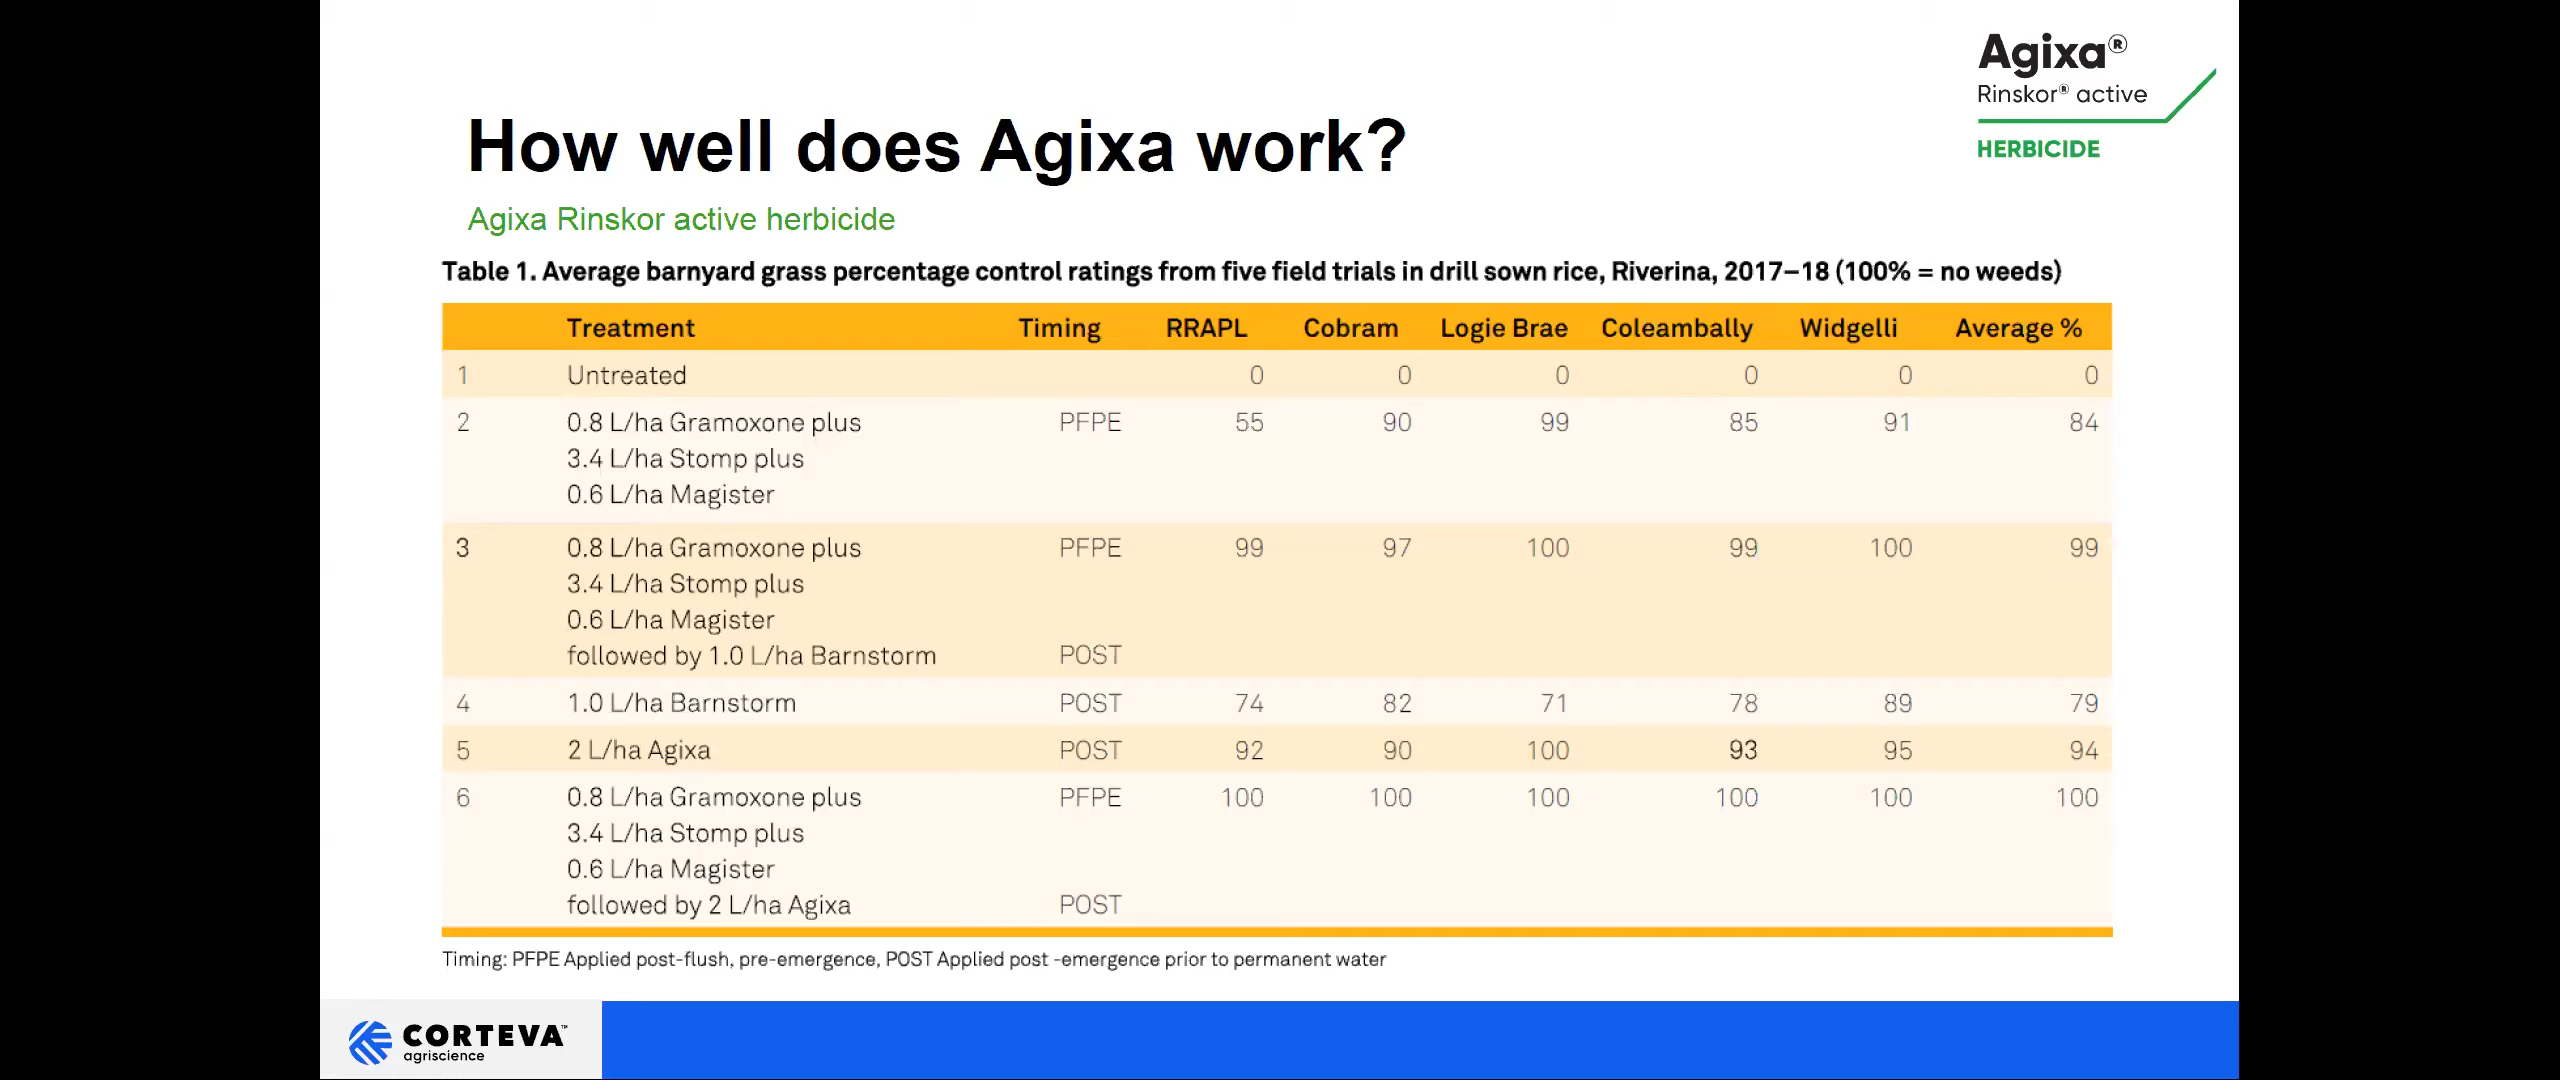 Agixa®
Rinskor® active
HERBICIDE
How well does Agixa work?
Agixa Rinskor active herbicide
Table 1. Average barnyard grass percentage control ratings from five field trials in drill sown rice, Riverina, 2017–18 (100% = no weeds)
Treatment Timing RRAPL Cobram Logie Brae Coleambally Widgelli Average %
1 Untreated 0 0 0 0 0 0
2 0.8 L/ha Gramoxone plus PFPE 55 90 99 85 91 84
3.4 L/ha Stomp plus
0.6 L/ha Magister
3 0.8 L/ha Gramoxone plus PFPE 99 97 100 99 100 99
3.4 L/ha Stomp plus
0.6 L/ha Magister
followed by 1.0 L/ha Barnstorm POST
4 1.0 L/ha Barnstorm POST 74 82 71 78 89 79
5 2 L/ha Agixa POST 92 90 100 93 95 94
6 0.8 L/ha Gramoxone plus PFPE 100 100 100 100 100 100
3.4 L/ha Stomp plus
0.6 L/ha Magister
followed by 2 L/ha Agixa POST
Timing: PFPE Applied post-flush, pre-emergence, POST Applied post -emergence prior to permanent water
CORTEVA™
agriscience